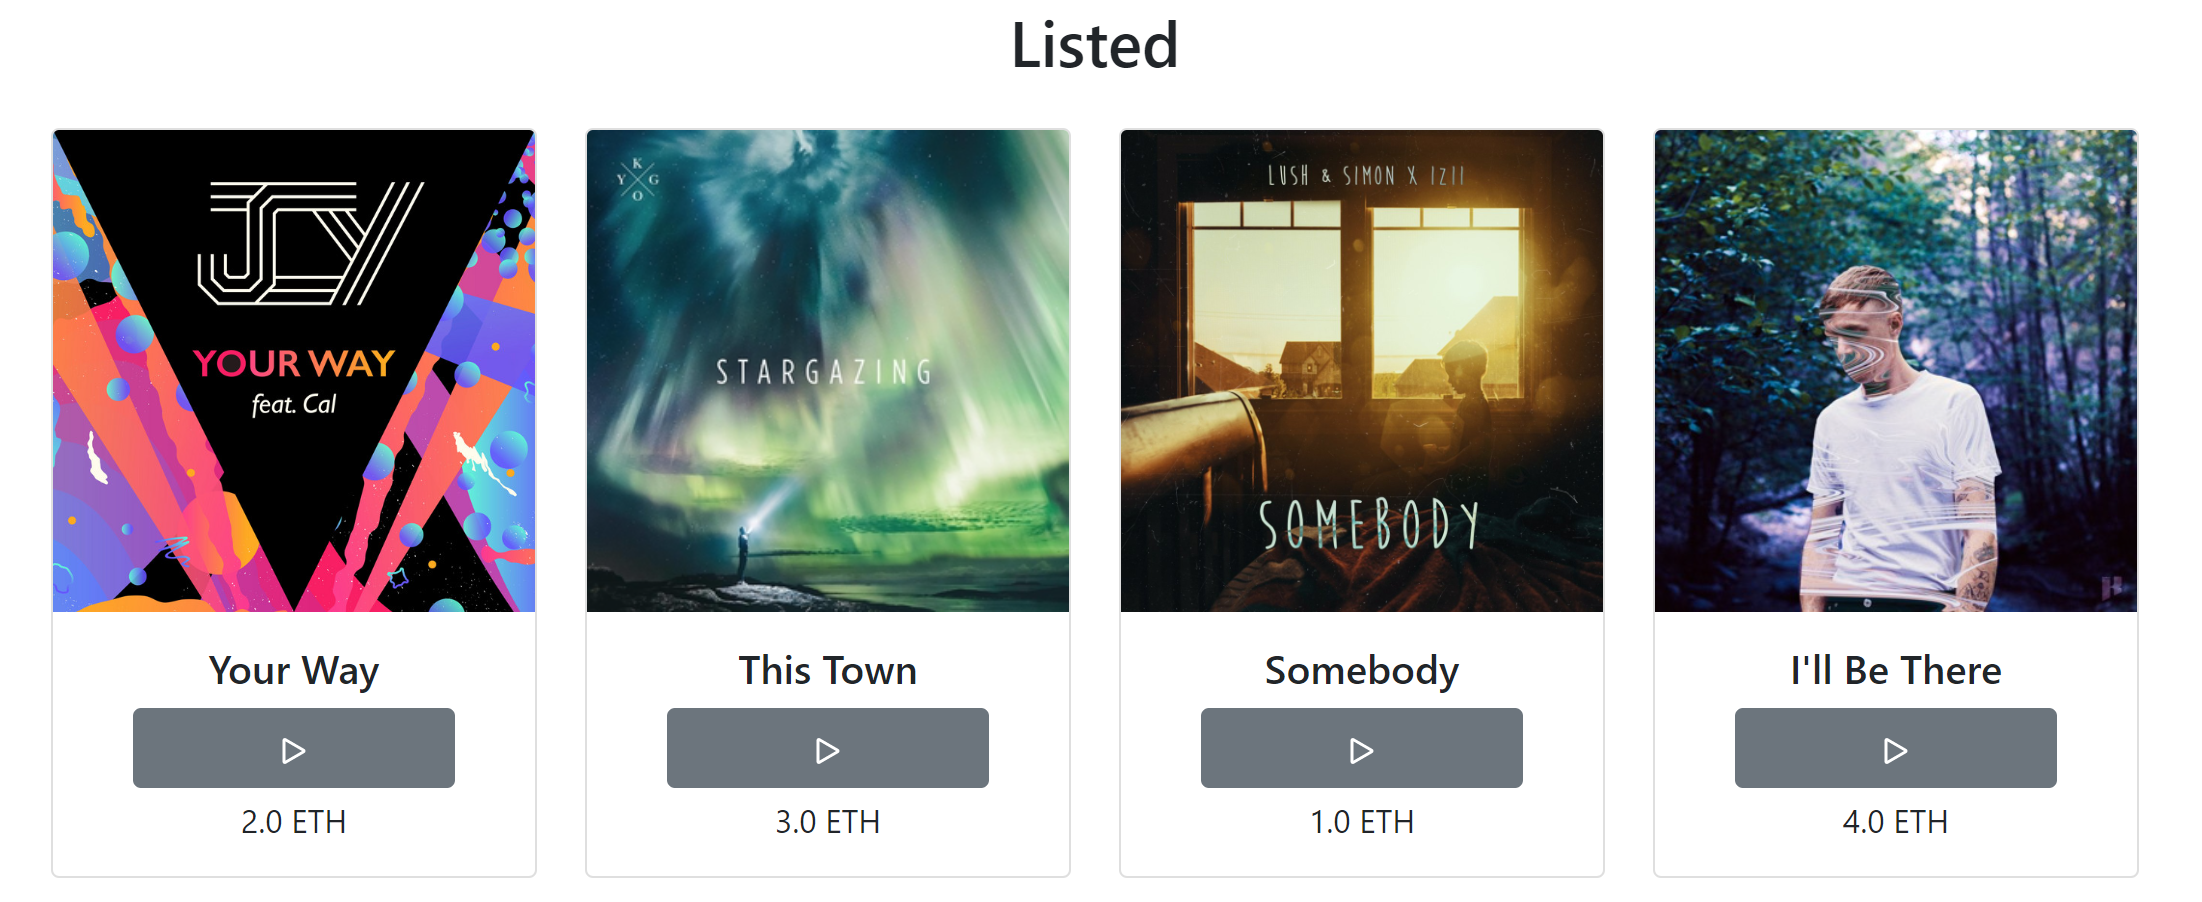 Listed
JCY
YOUR WAY
feat. Cal
Your Way
2.0 ETH
K
Y G
O
STARGAZING
This Town
3.0 ETH
LUSH & SIMON X IZII
SOMEBODY
Somebody
1.0 ETH
I'll Be There
4.0 ETH